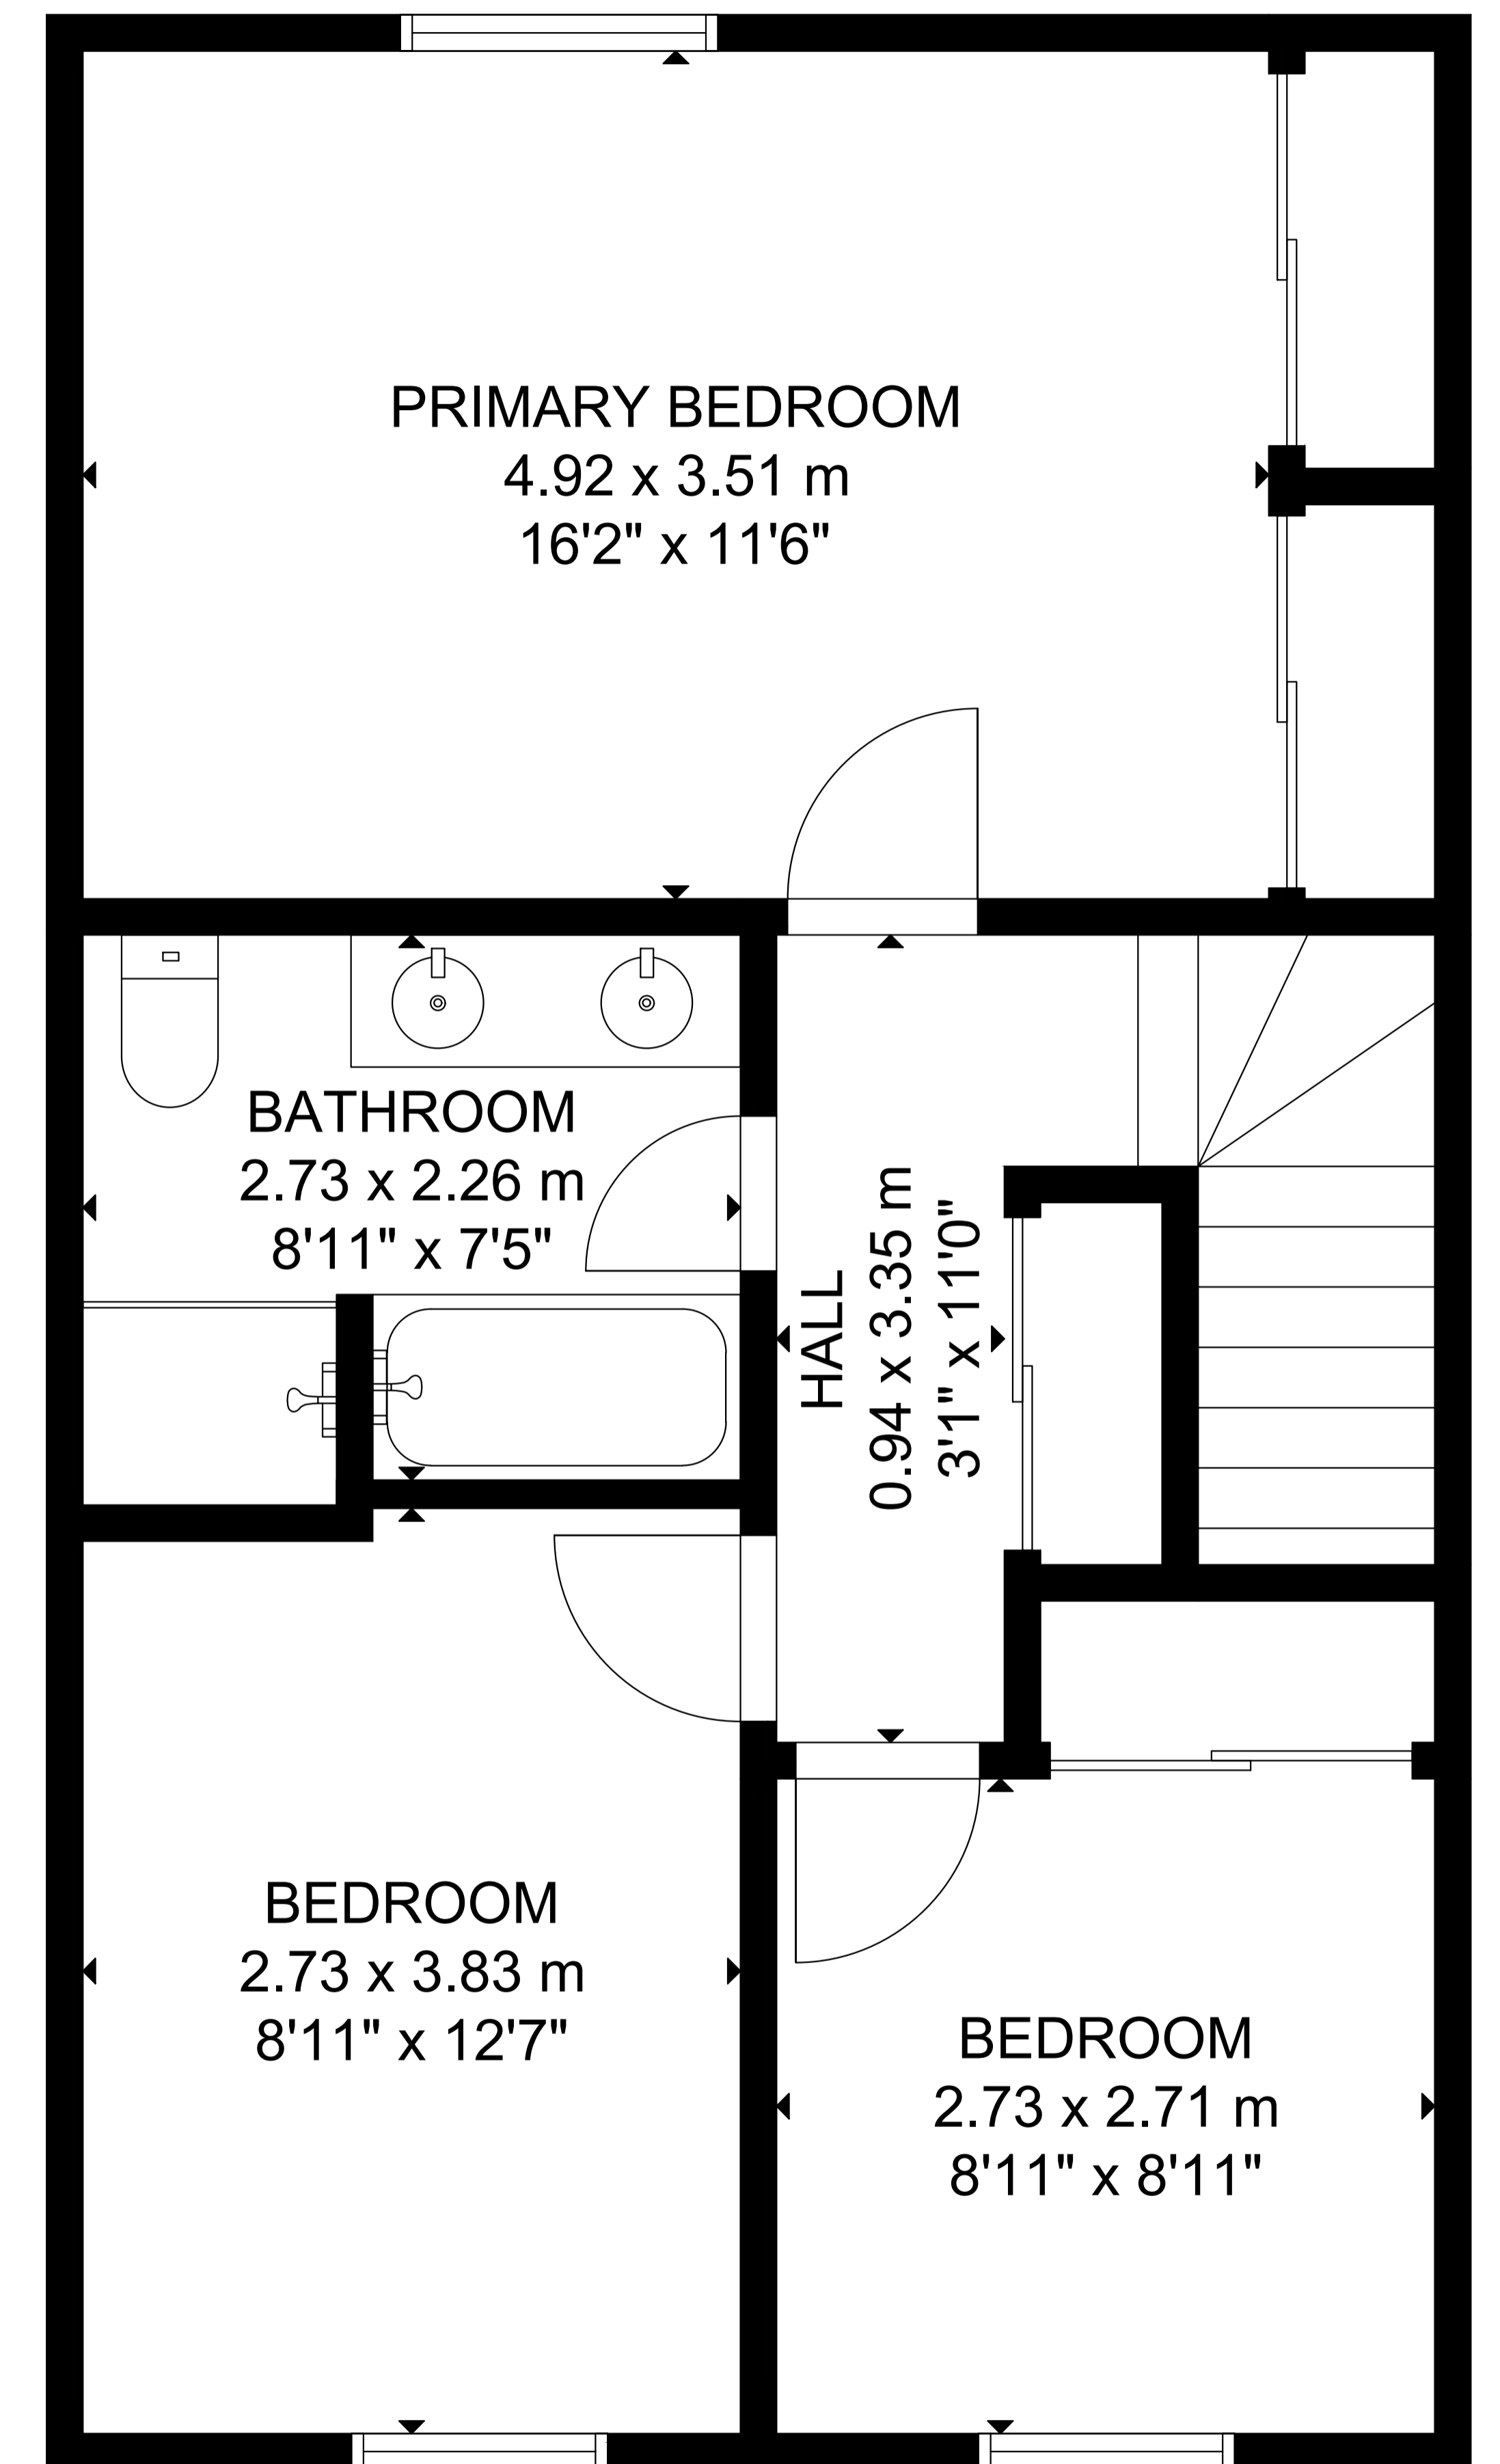 PRIMARY BEDROOM
4.92 x 3.51 m
16'2" x 11'6"
BATHROOM
2.73 x 2.26 m
8'11" x 7'5"
HALL
0.94 x 3.35 m
3'1" x 11'0"
BEDROOM
2.73 x 3.83 m
8'11" x 12'7"
BEDROOM
2.73 x 2.71 m
8'11" x 8'11"